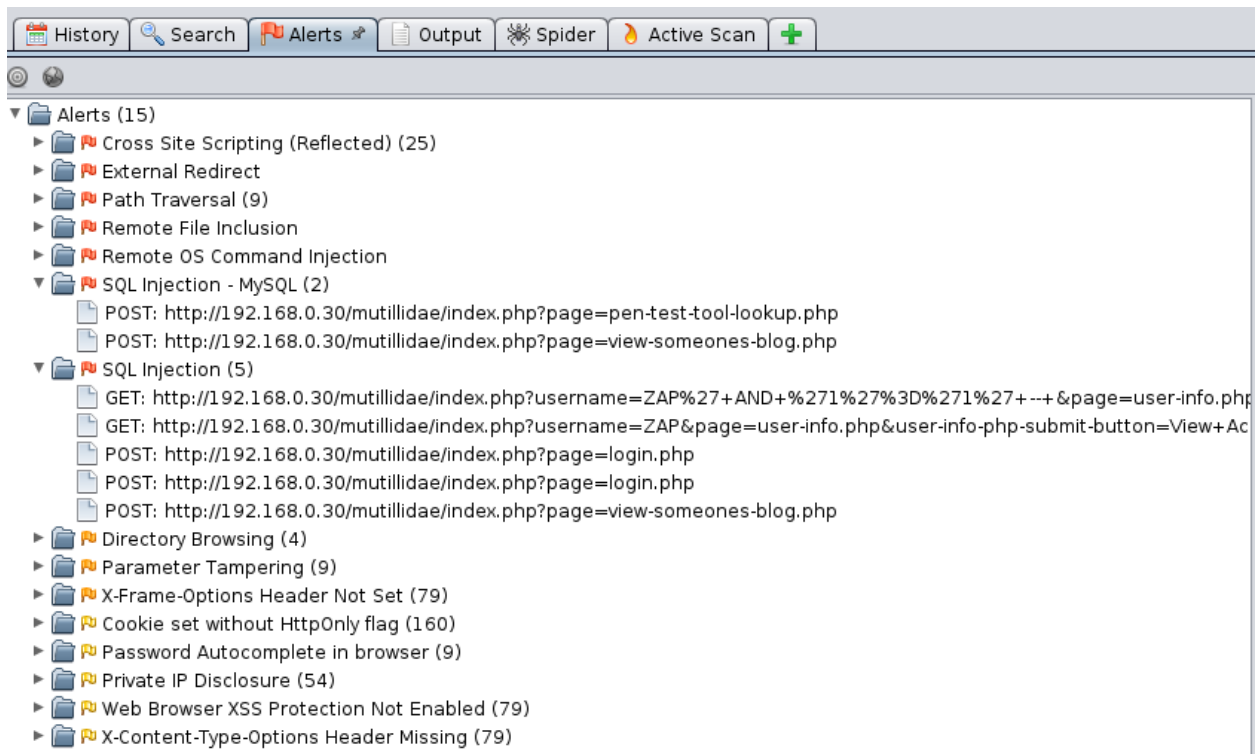 History Search Alerts Output Spider Active Scan
Alerts (15)
Cross Site Scripting (Reflected) (25)
External Redirect
Path Traversal (9)
Remote File Inclusion
Remote OS Command Injection
SQL Injection - MySQL (2)
POST: http://192.168.0.30/mutillidae/index.php?page=pen-test-tool-lookup.php
POST: http://192.168.0.30/mutillidae/index.php?page=view-someones-blog.php
SQL Injection (5)
GET: http://192.168.0.30/mutillidae/index.php?username=ZAP%27+AND+%271%27%3D%271%27+--+&page=user-info.php
GET: http://192.168.0.30/mutillidae/index.php?username=ZAP&page=user-info.php&user-info-php-submit-button=View+Ac
POST: http://192.168.0.30/mutillidae/index.php?page=login.php
POST: http://192.168.0.30/mutillidae/index.php?page=login.php
POST: http://192.168.0.30/mutillidae/index.php?page=view-someones-blog.php
Directory Browsing (4)
Parameter Tampering (9)
X-Frame-Options Header Not Set (79)
Cookie set without HttpOnly flag (160)
Password Autocomplete in browser (9)
Private IP Disclosure (54)
Web Browser XSS Protection Not Enabled (79)
X-Content-Type-Options Header Missing (79)